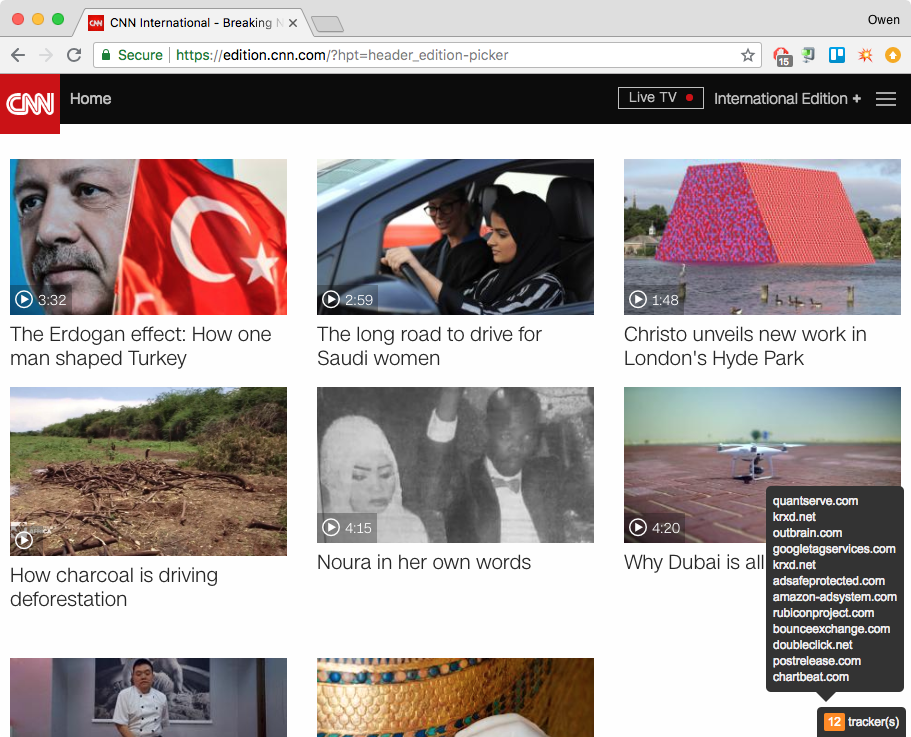 CNN International - Breaking N
Owen
Secure
https://edition.cnn.com/?hpt=header_edition-picker
15
CNN
Home
Live TV
International Edition +
3:32
2:59
1:48
The Erdogan effect: How one
man shaped Turkey
The long road to drive for
Saudi women
Christo unveils new work in
London's Hyde Park
4:15
4:20
How charcoal is driving
deforestation
Noura in her own words
Why Dubai is all
quantserve.com
krxd.net
outbrain.com
googletagservices.com
krxd.net
adsafeprotected.com
amazon-adsystem.com
rubiconproject.com
bounceexchange.com
doubleclick.net
postrelease.com
chartbeat.com
12 tracker(s)